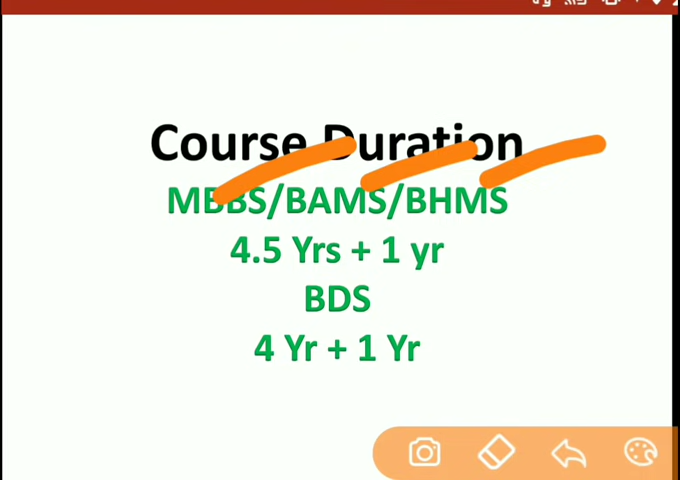 Course Duration
MBBS/BAMS/BHMS
4.5 Yrs + 1 yr
BDS
4 Yr + 1 Yr